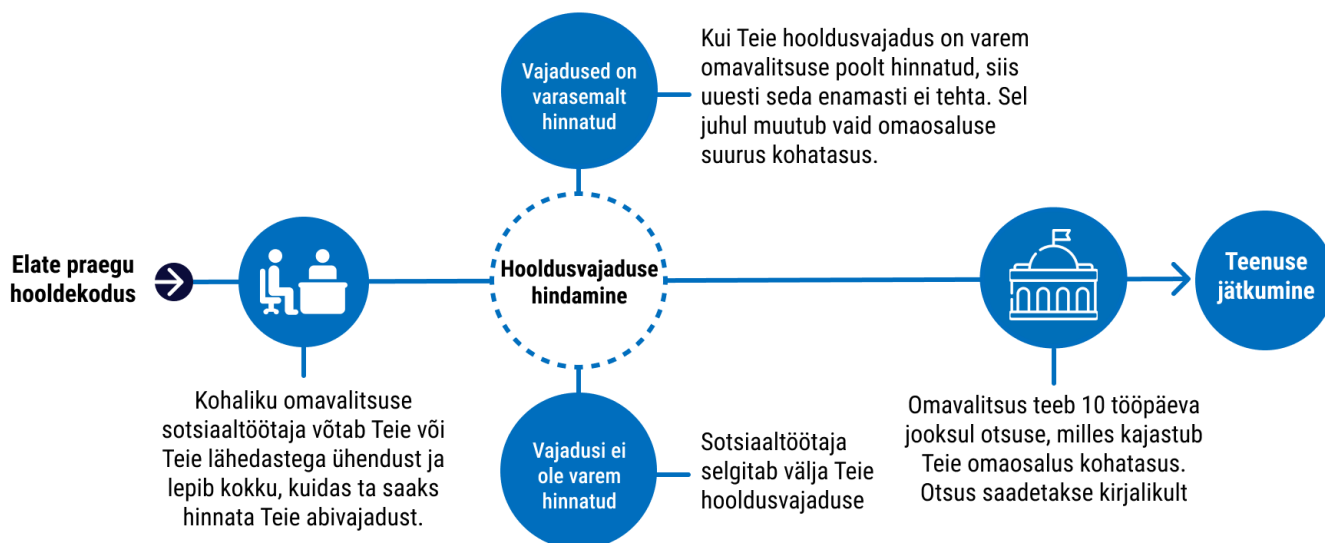 Elate praegu
hooldekodus
Kohaliku omavalitsuse
sotsiaaltöötaja võtab Teie või
Teie lähedastega ühendust ja
lepib kokku, kuidas ta saaks
hinnata Teie abivajadust.
Hooldusvajaduse
hindamine
Vajadused on
varasemalt
hinnatud
Kui Teie hooldusvajadus on varem
omavalitsuse poolt hinnatud, siis
uuesti seda enamasti ei tehta. Sel
juhul muutub vaid omaosaluse
suurus kohatasus.
Vajadusi ei
ole varem
hinnatud
Sotsiaaltöötaja
selgitab välja Teie
hooldusvajaduse
Omavalitsus teeb 10 tööpäeva
jooksul otsuse, milles kajastub
Teie omaosalus kohatasus.
Otsus saadetakse kirjalikult
Teenuse
jätkumine